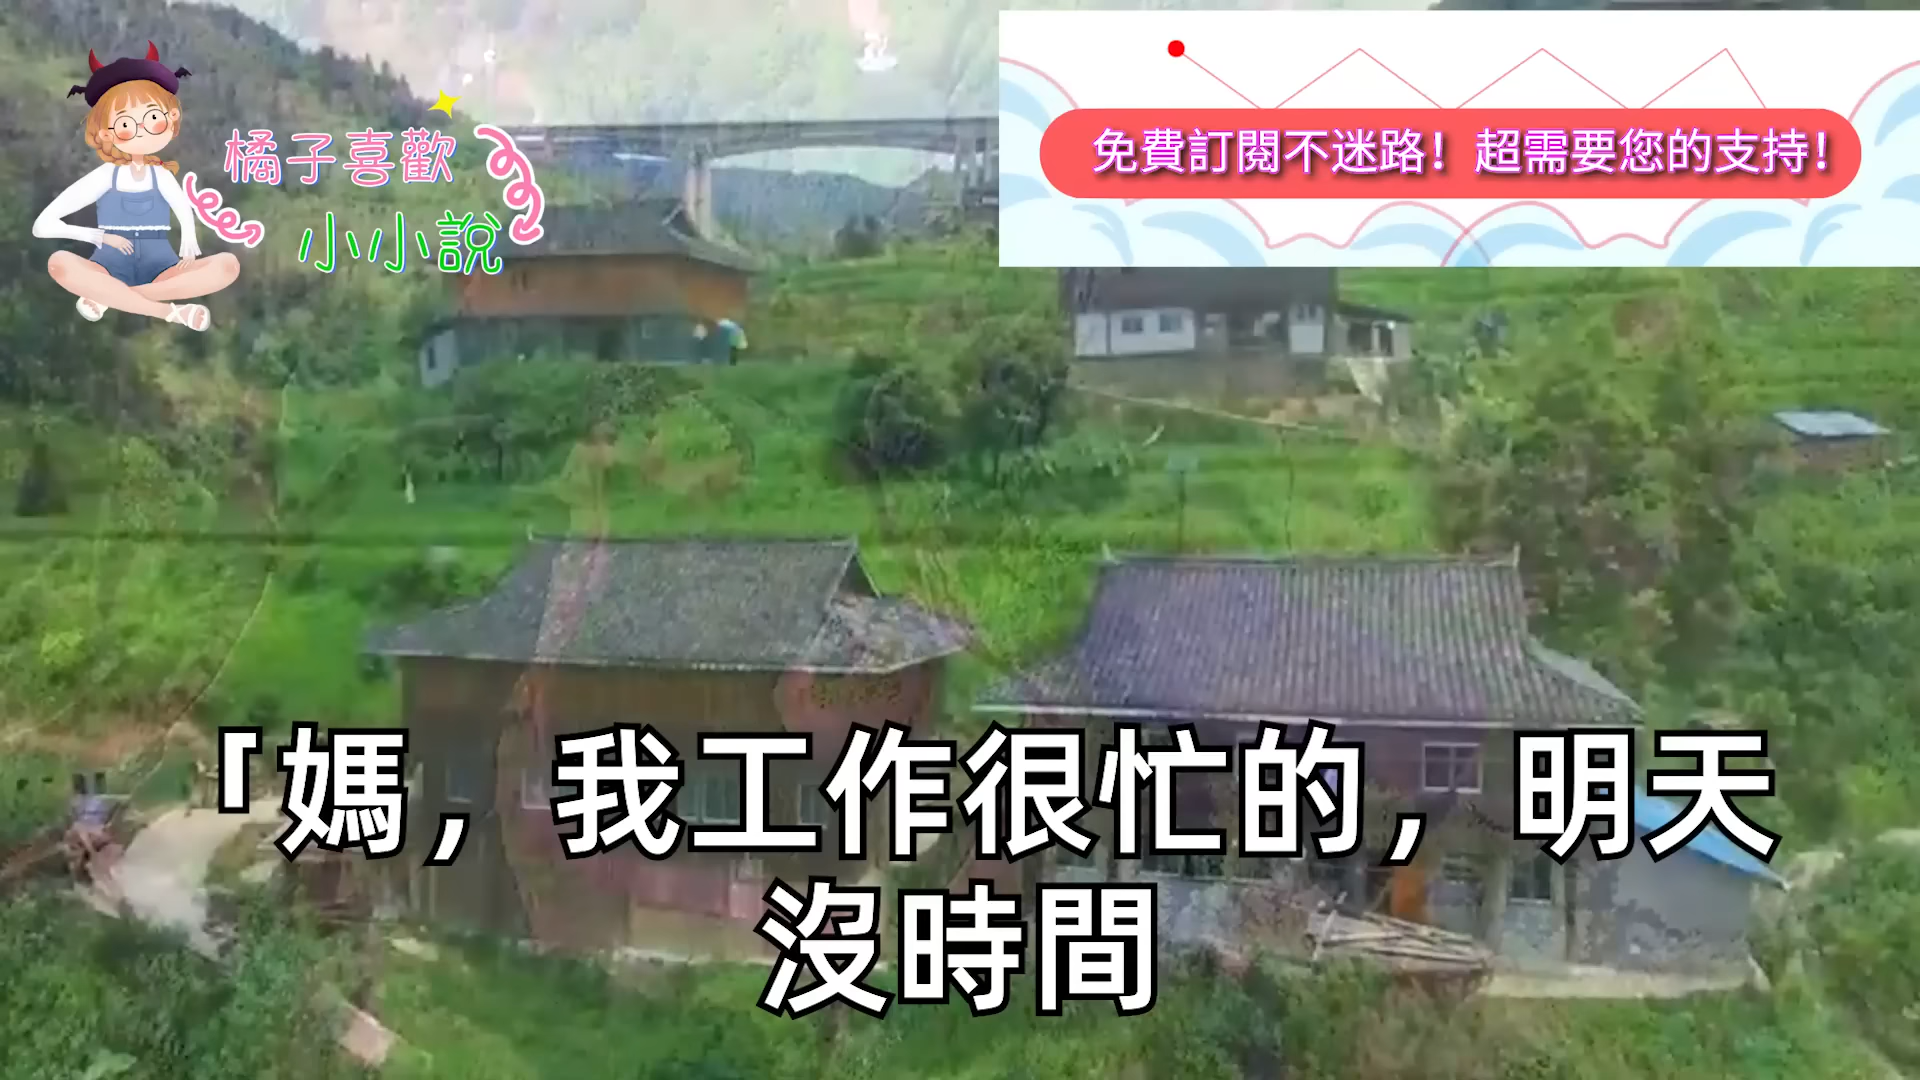 橘子喜歡
小小說
免費訂閱不迷路！超需要您的支持！
「媽，我工作很忙的，明天
沒時間